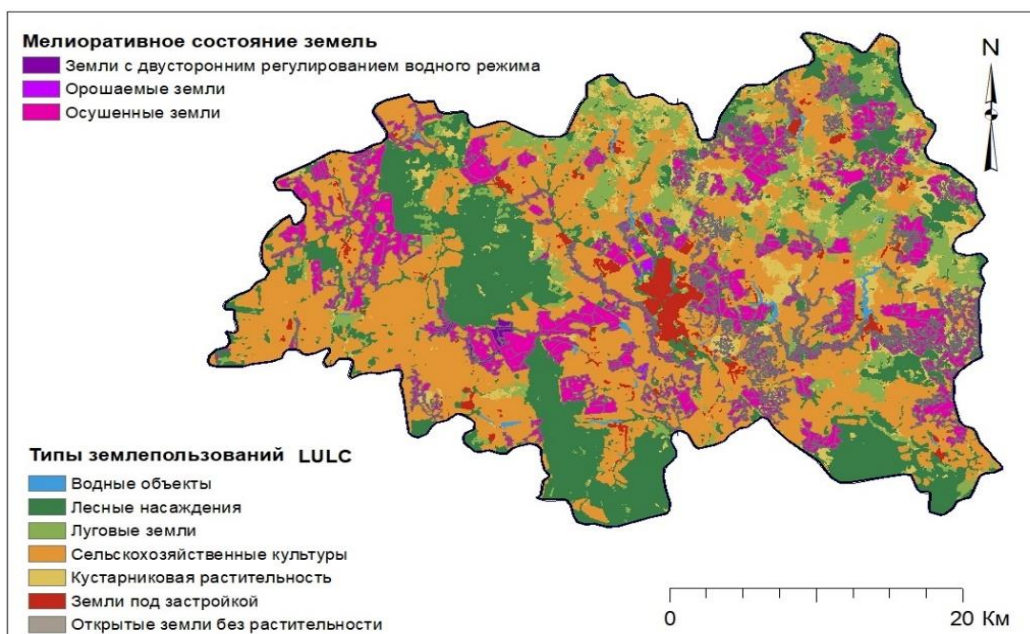 Мелиоративное состояние земель
Земли с двусторонним регулированием водного режима
Орошаемые земли
Осушенные земли
N
Типы землепользований LULC
Водные объекты
Лесные насаждения
Луговые земли
Сельскохозяйственные культуры
Кустарниковая растительность
Земли под застройкой
Открытые земли без растительности
0 20 Км